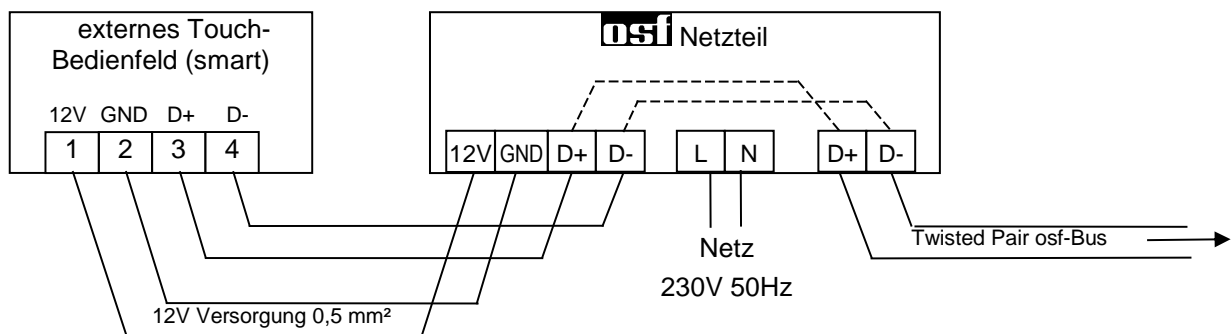 externes Touch-
Bedienfeld (smart)
12V GND D+ D-
1 2 3 4
osf Netzteil
12V GND D+ D- L N D+ D-
Netz
230V 50Hz
Twisted Pair osf-Bus
12V Versorgung 0,5 mm²